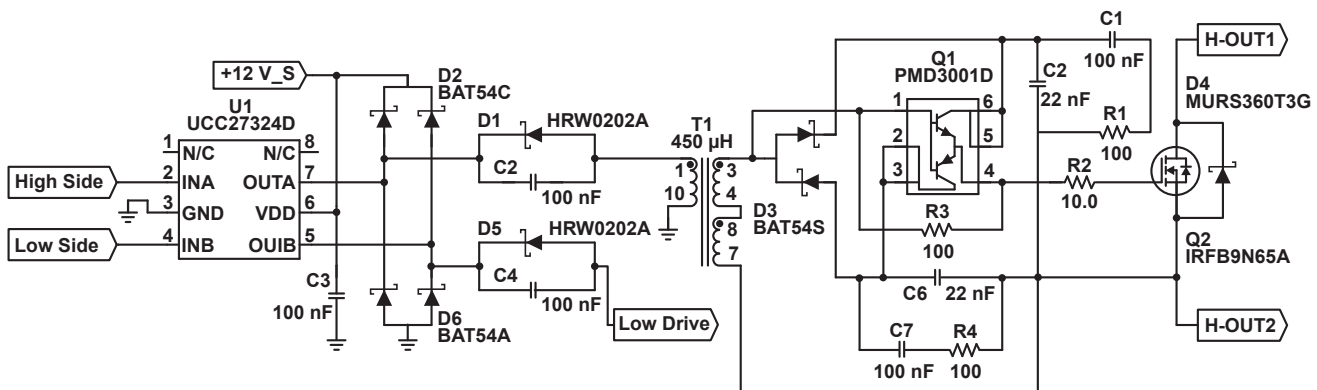 +12 V_S
U1
UCC27324D
1
N/C
N/C
8
High Side
2
INA
OUTA
7
3
GND
VDD
6
Low Side
4
INB
OUIB
5
C3
100 nF
D2
BAT54C
D1
HRW0202A
C2
100 nF
D5
HRW0202A
C4
100 nF
D6
BAT54A
Low Drive
T1
450 µH
1
10
3
4
8
7
D3
BAT54S
Q1
PMD3001D
1
2
3
6
5
4
R3
100
C6
22 nF
C7
100 nF
R4
100
C1
100 nF
C2
22 nF
R1
100
R2
10.0
H-OUT1
D4
MURS360T3G
Q2
IRFB9N65A
H-OUT2